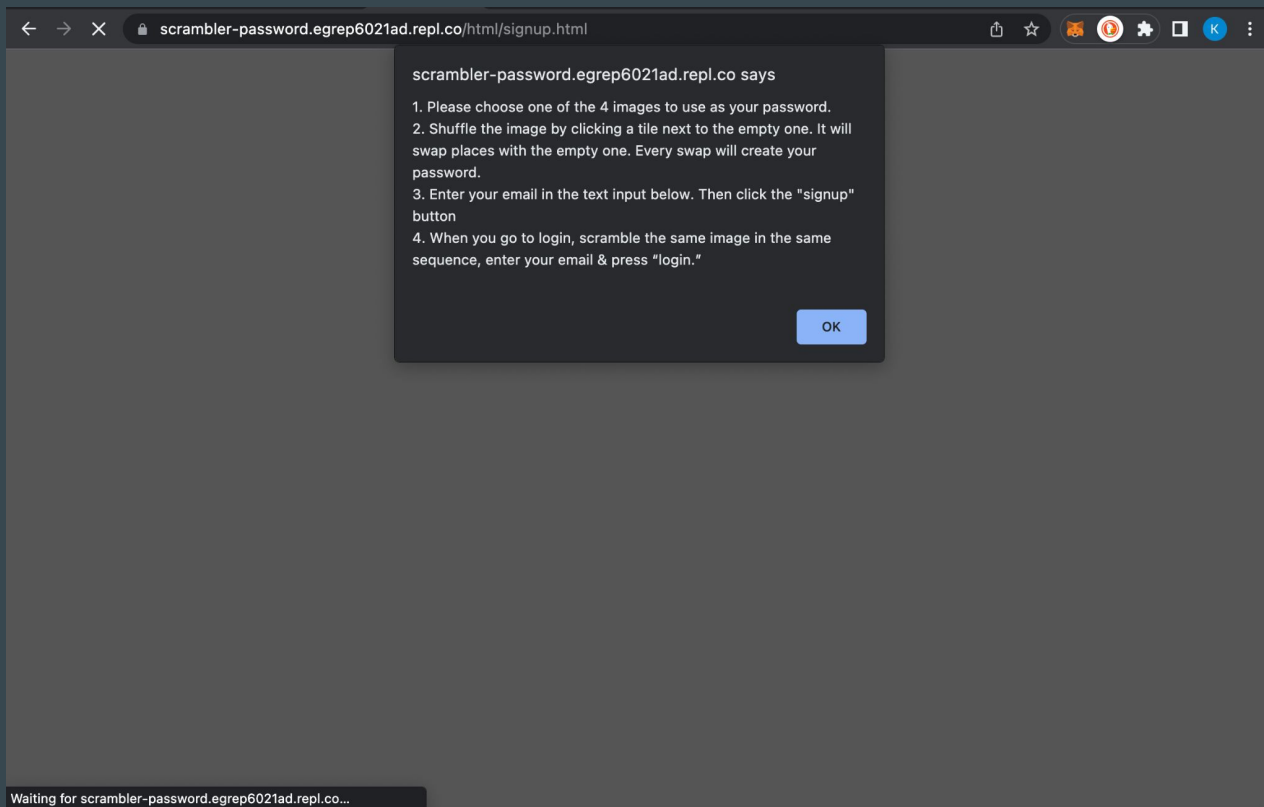 scrambler-password.egrep6021ad.repl.co/html/signup.html
K
scrambler-password.egrep6021ad.repl.co says
1. Please choose one of the 4 images to use as your password.
2. Shuffle the image by clicking a tile next to the empty one. It will
swap places with the empty one. Every swap will create your
password.
3. Enter your email in the text input below. Then click the "signup"
button
4. When you go to login, scramble the same image in the same
sequence, enter your email & press “login.”
OK
Waiting for scrambler-password.egrep6021ad.repl.co...